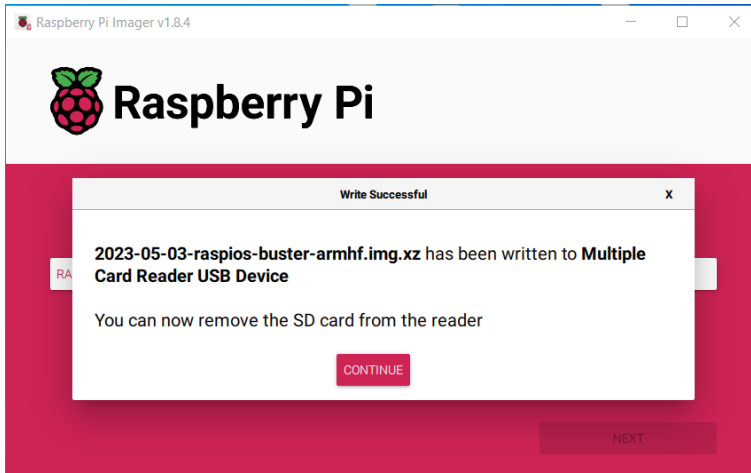 Raspberry Pi Imager v1.8.4
Raspberry Pi
Write Successful
X
2023-05-03-raspios-buster-armhf.img.xz has been written to Multiple
Card Reader USB Device
RA
You can now remove the SD card from the reader
CONTINUE
NEXT